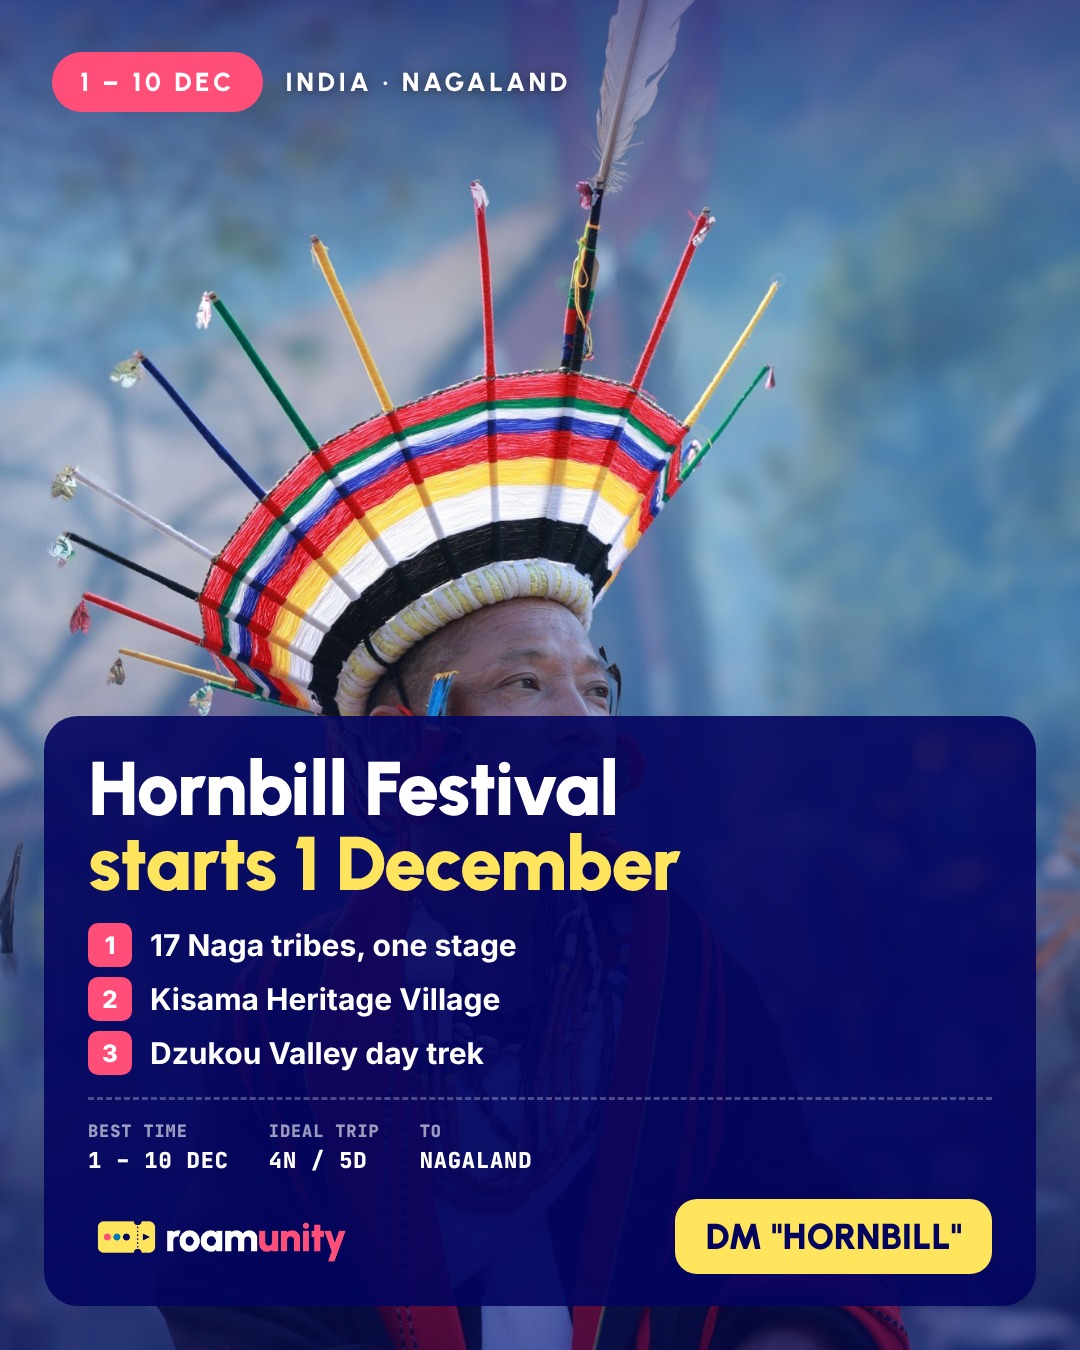 1 – 10 DEC
INDIA · NAGALAND
Hornbill Festival
starts 1 December
1 17 Naga tribes, one stage
2 Kisama Heritage Village
3 Dzukou Valley day trek
BEST TIME IDEAL TRIP TO
1 – 10 DEC 4N / 5D NAGALAND
roamunity
DM "HORNBILL"